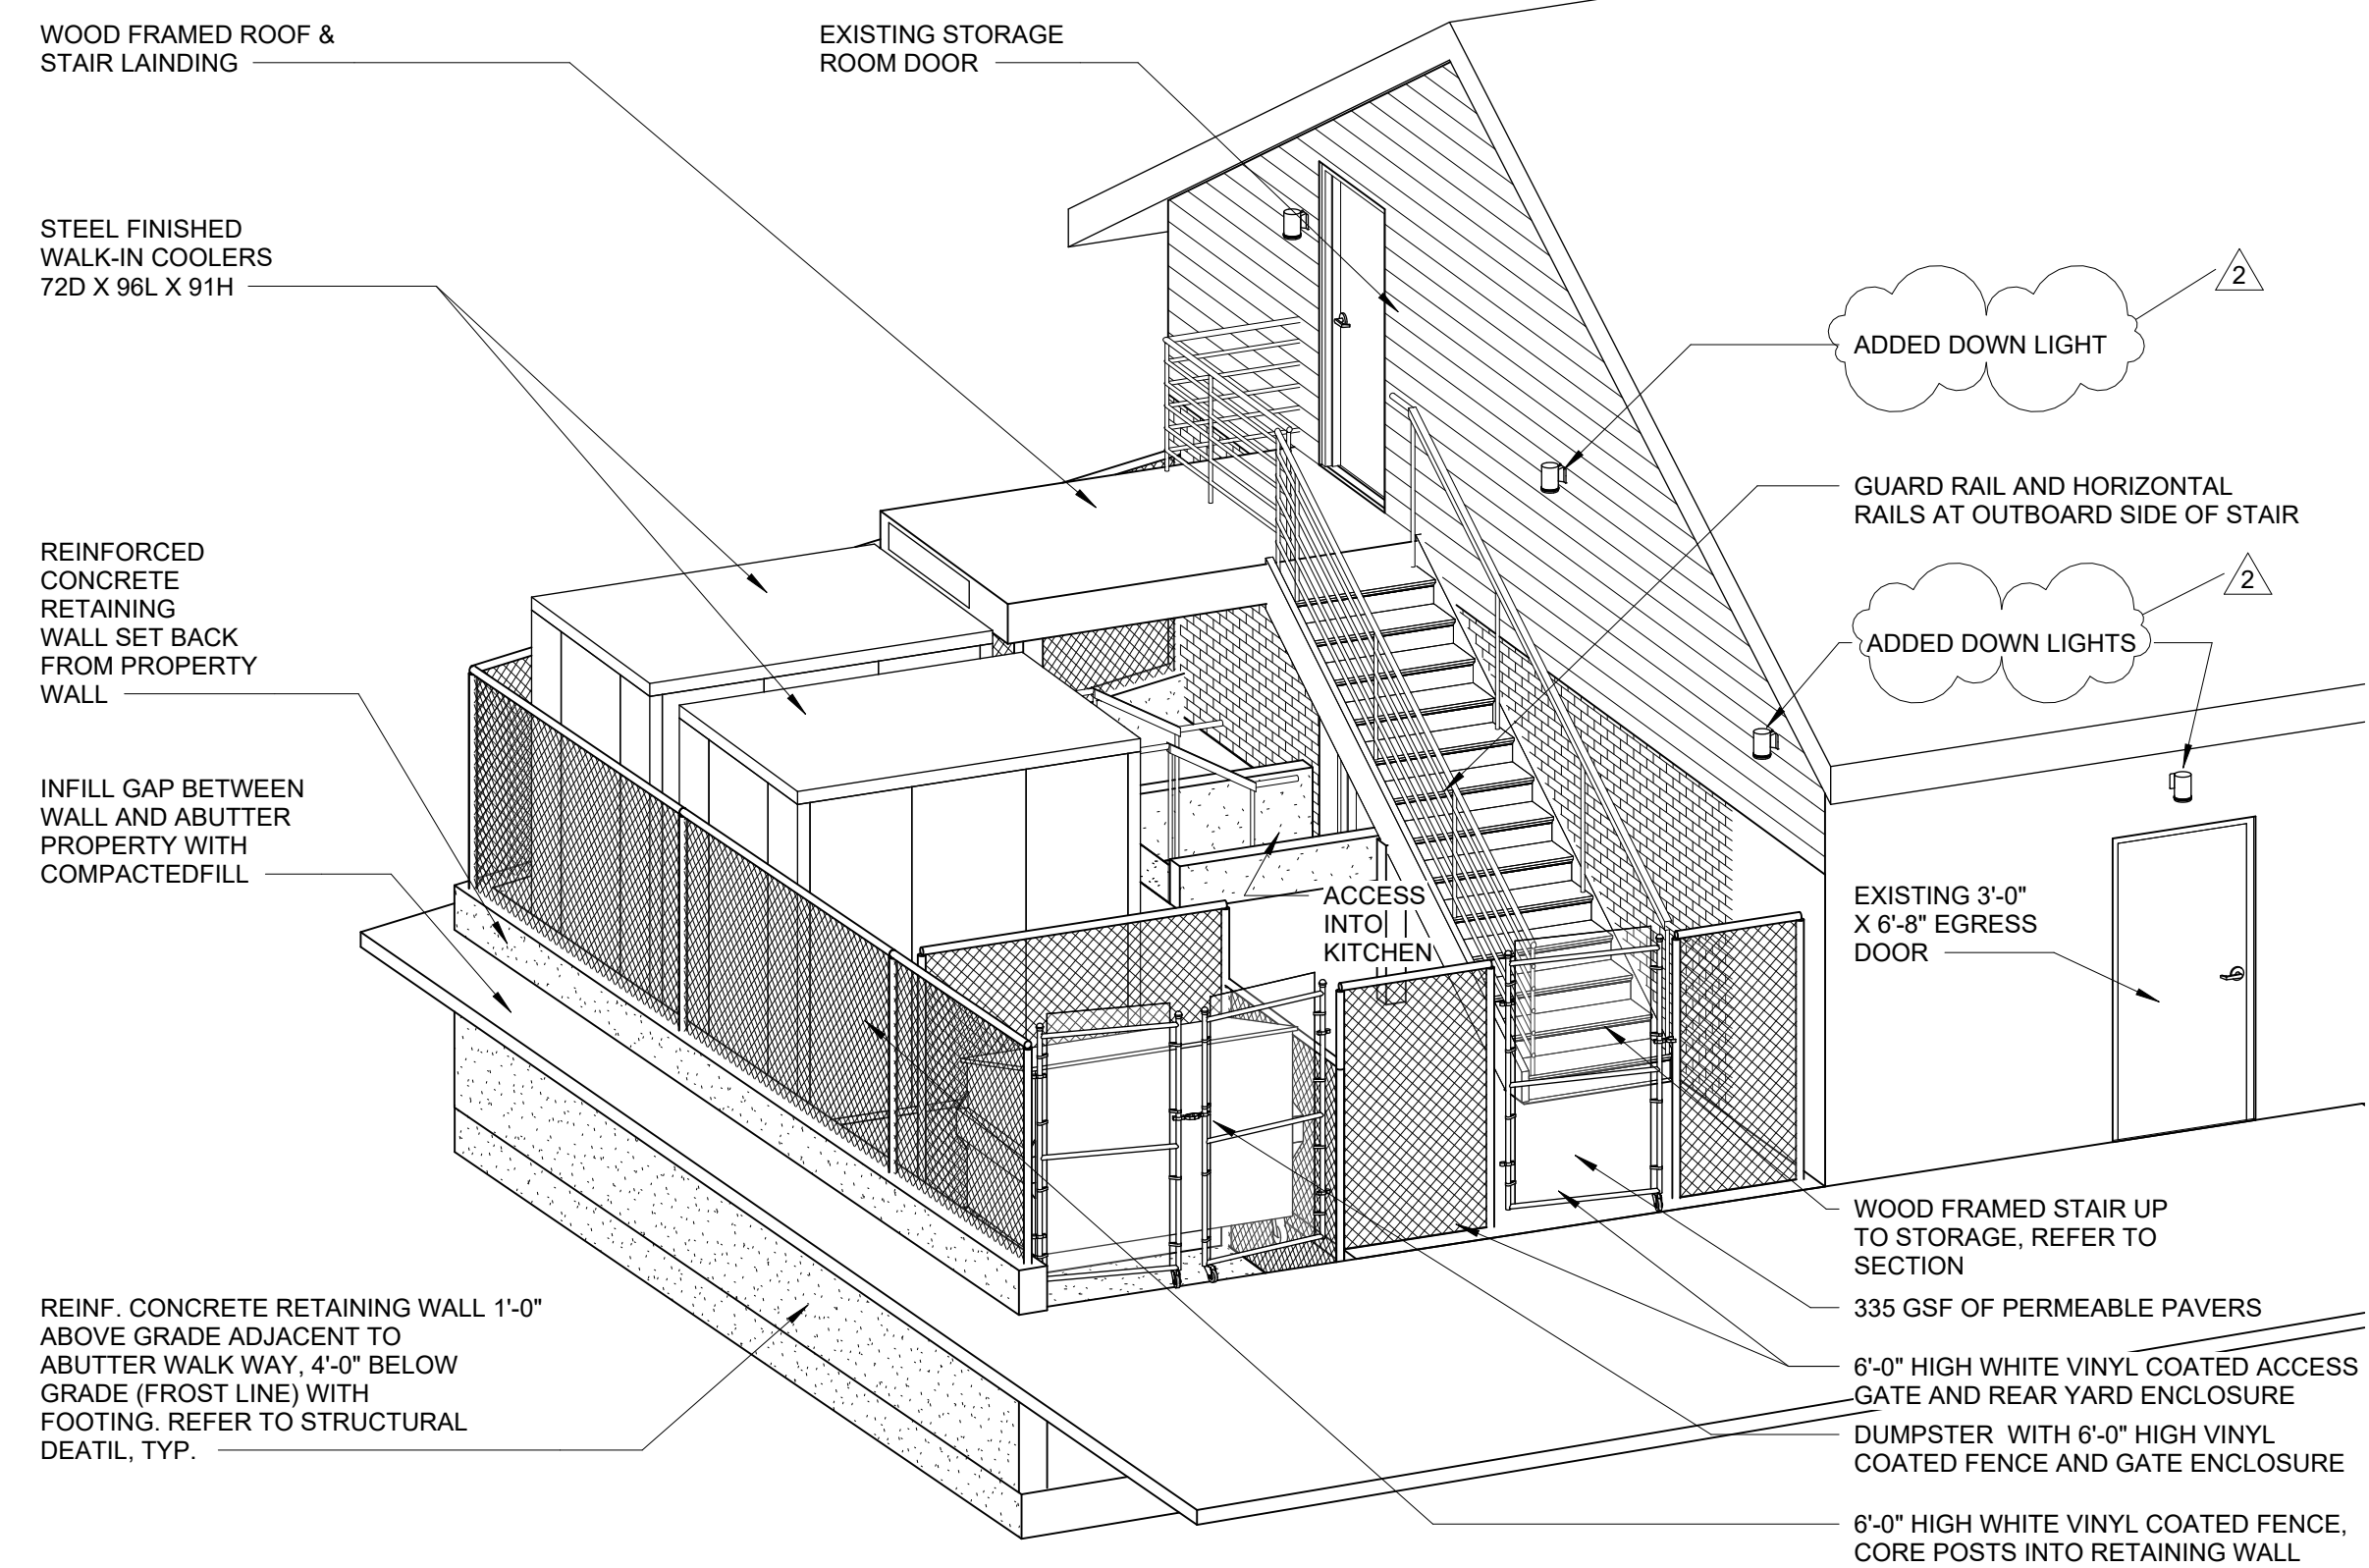 WOOD FRAMED ROOF &
STAIR LAINDING
EXISTING STORAGE
ROOM DOOR
STEEL FINISHED
WALK-IN COOLERS
72D X 96L X 91H
2
ADDED DOWN LIGHT
GUARD RAIL AND HORIZONTAL
RAILS AT OUTBOARD SIDE OF STAIR
REINFORCED
CONCRETE
RETAINING
WALL SET BACK
FROM PROPERTY
WALL
2
ADDED DOWN LIGHTS
INFILL GAP BETWEEN
WALL AND ABUTTER
PROPERTY WITH
COMPACTEDFILL
ACCESS
INTO
KITCHEN
EXISTING 3'-0"
X 6'-8" EGRESS
DOOR
WOOD FRAMED STAIR UP
TO STORAGE, REFER TO
SECTION
335 GSF OF PERMEABLE PAVERS
REINF. CONCRETE RETAINING WALL 1'-0"
ABOVE GRADE ADJACENT TO
ABUTTER WALK WAY, 4'-0" BELOW
GRADE (FROST LINE) WITH
FOOTING. REFER TO STRUCTURAL
DEATIL, TYP.
6'-0" HIGH WHITE VINYL COATED ACCESS
GATE AND REAR YARD ENCLOSURE
DUMPSTER WITH 6'-0" HIGH VINYL
COATED FENCE AND GATE ENCLOSURE
6'-0" HIGH WHITE VINYL COATED FENCE,
CORE POSTS INTO RETAINING WALL